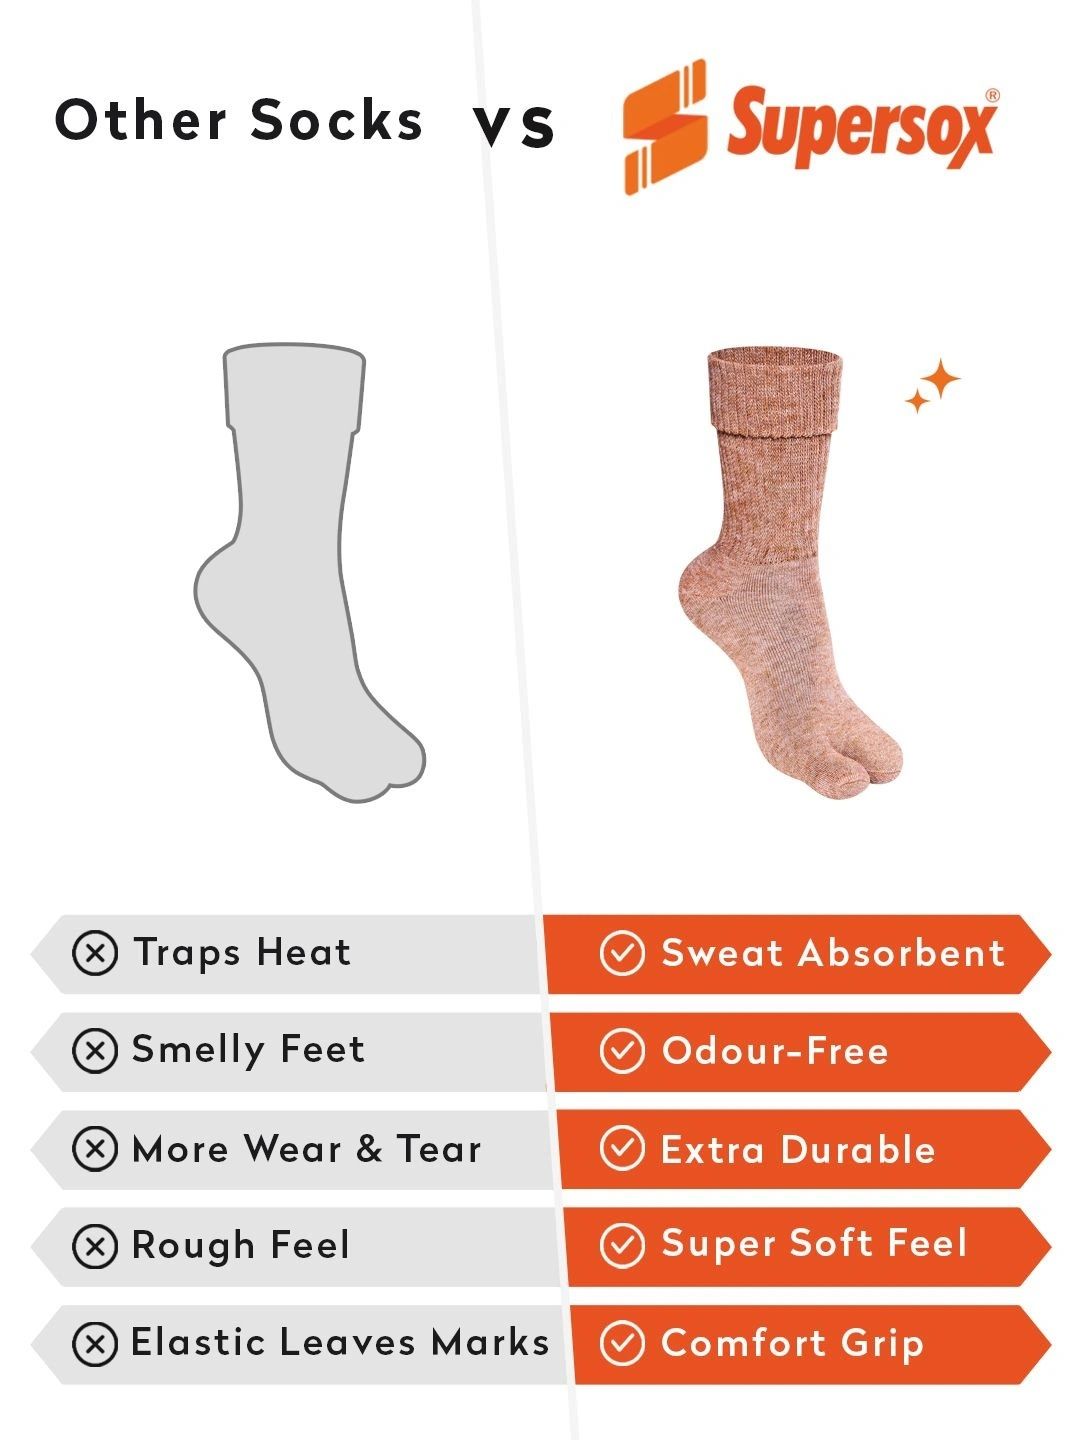 Other Socks vs Supersox®
Traps Heat
Sweat Absorbent
Smelly Feet
Odour-Free
More Wear & Tear
Extra Durable
Rough Feel
Super Soft Feel
Elastic Leaves Marks
Comfort Grip